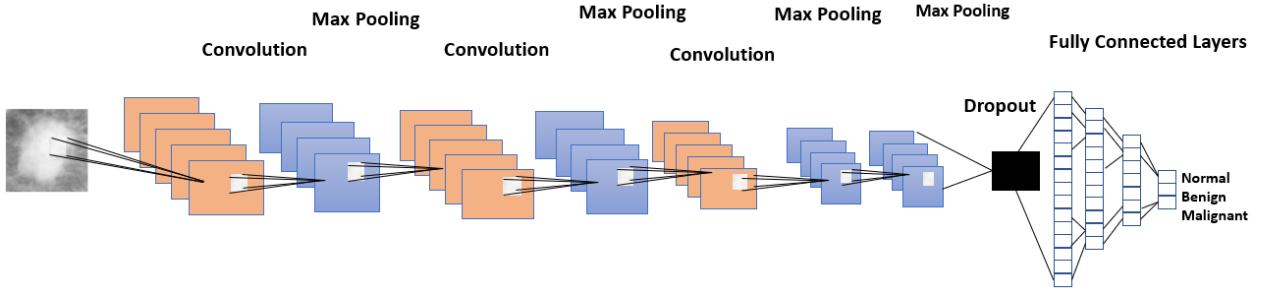 Max Pooling
Max Pooling
Max Pooling
Max Pooling
Convolution
Convolution
Convolution
Fully Connected Layers
Dropout
Normal
Benign
Malignant